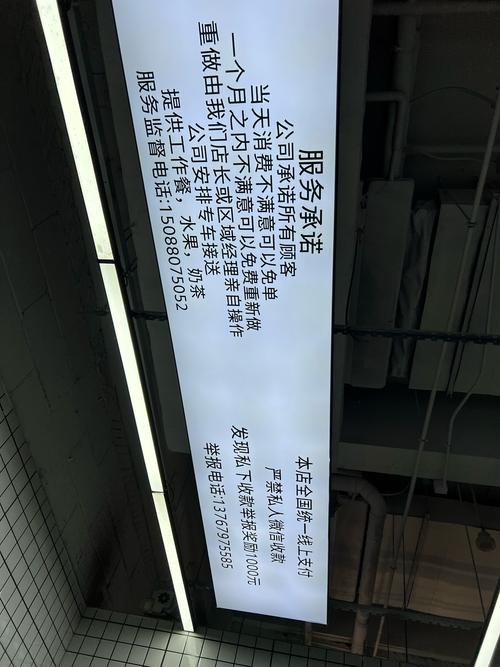 服务承诺
公司承诺所有顾客
当天消费不满意可以免单
一个月之内不满意可以免费重新做
重做由我们店长或区域经理亲自操作
公司安排专车接送
提供工作餐，水果，奶茶
服务监督电话:15088075052
本店全国统一线上支付
严禁私人微信收款
发现私下收款举报奖励1000元
举报电话:13767975585